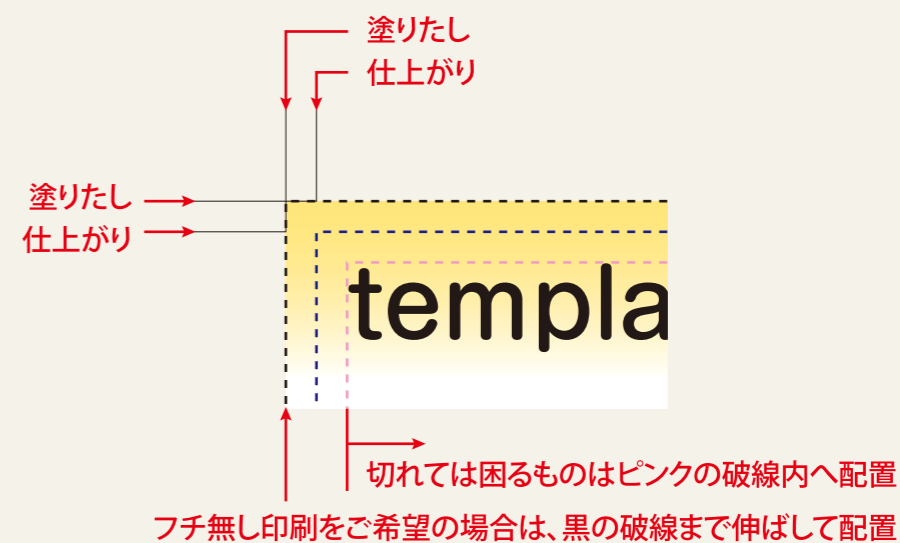 塗りたし
仕上がり
塗りたし
仕上がり
templa
切れては困るものはピンクの破線内へ配置
フチ無し印刷をご希望の場合は、黒の破線まで伸ばして配置